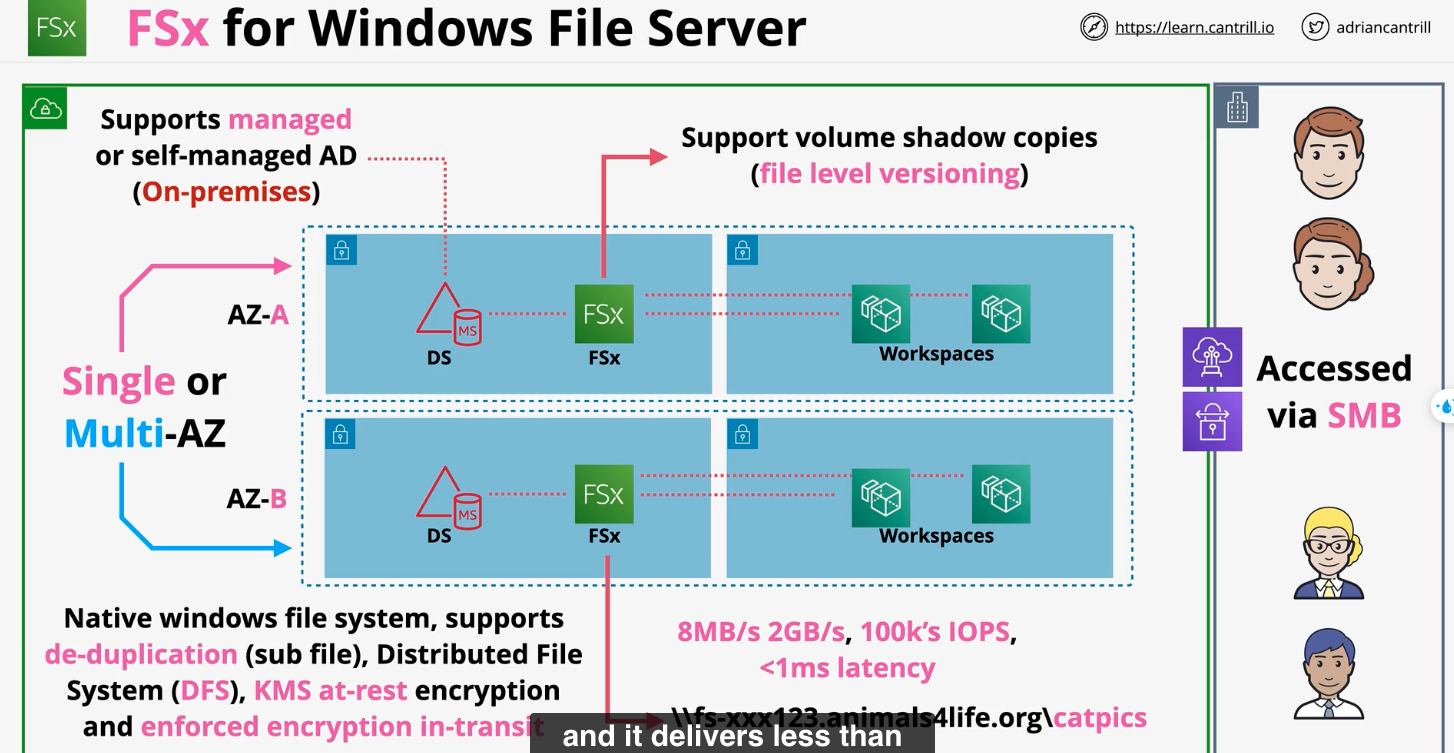 FSx
FSx for Windows File Server
https://learn.cantrill.io
adriancantrill
Supports managed
or self-managed AD
(On-premises)
Support volume shadow copies
(file level versioning)
AZ-A
MS
DS
FSx
FSx
Workspaces
Single or
Multi-AZ
Accessed
via SMB
AZ-B
MS
DS
FSx
FSx
Workspaces
Native windows file system, supports
de-duplication (sub file), Distributed File
System (DFS), KMS at-rest encryption
and enforced encryption in-transit
8MB/s 2GB/s, 100k's IOPS,
<1ms latency
\\fs-xxx123.animals4life.org\catpics
and it delivers less than